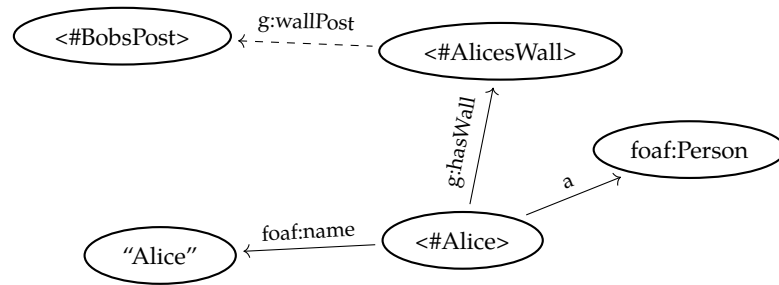 <#BobsPost>
g:wallPost
<#AlicesWall>
g:hasWall
foaf:Person
a
“Alice”
foaf:name
<#Alice>